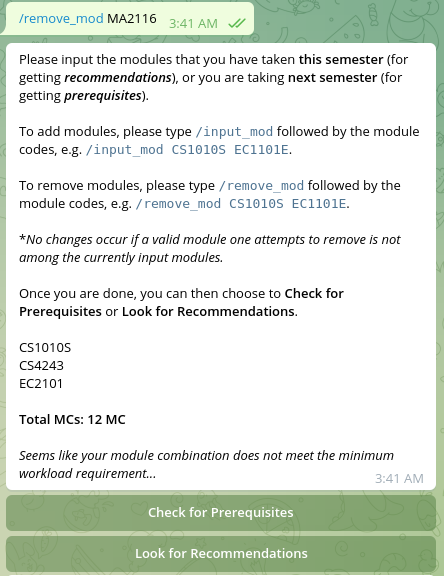 /remove_mod MA2116 3:41 AM
Please input the modules that you have taken this semester (for
getting recommendations), or you are taking next semester (for
getting prerequisites).
To add modules, please type /input_mod followed by the module
codes, e.g. /input_mod CS1010S EC1101E.
To remove modules, please type /remove_mod followed by the
module codes, e.g. /remove_mod CS1010S EC1101E.
*No changes occur if a valid module one attempts to remove is not
among the currently input modules.
Once you are done, you can then choose to Check for
Prerequisites or Look for Recommendations.
CS1010S
CS4243
EC2101
Total MCs: 12 MC
Seems like your module combination does not meet the minimum
workload requirement...
3:41 AM
Check for Prerequisites
Look for Recommendations